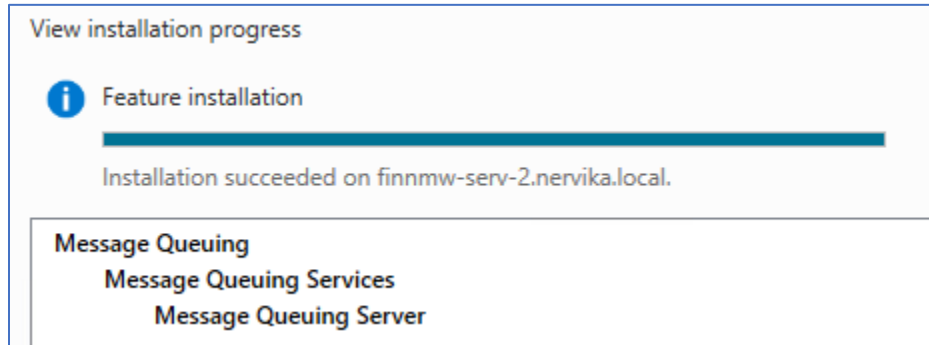 View installation progress
Feature installation
Installation succeeded on finnmw-serv-2.nervika.local.
Message Queuing
Message Queuing Services
Message Queuing Server